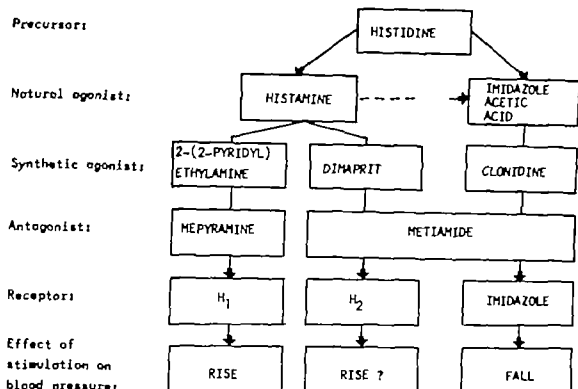 Precursor:
HISTIDINE
Natural agonist:
HISTAMINE
IMIDAZOLE
ACETIC
ACID
Synthetic agonist:
2-(2-PYRIDYL)
ETHYLAMINE
DIMAPRIT
CLONIDINE
Antagonist:
MEPYRAMINE
METIAMIDE
Receptor:
H1
H2
IMIDAZOLE
Effect of
stimulation on
blood pressure:
RISE
RISE ?
FALL